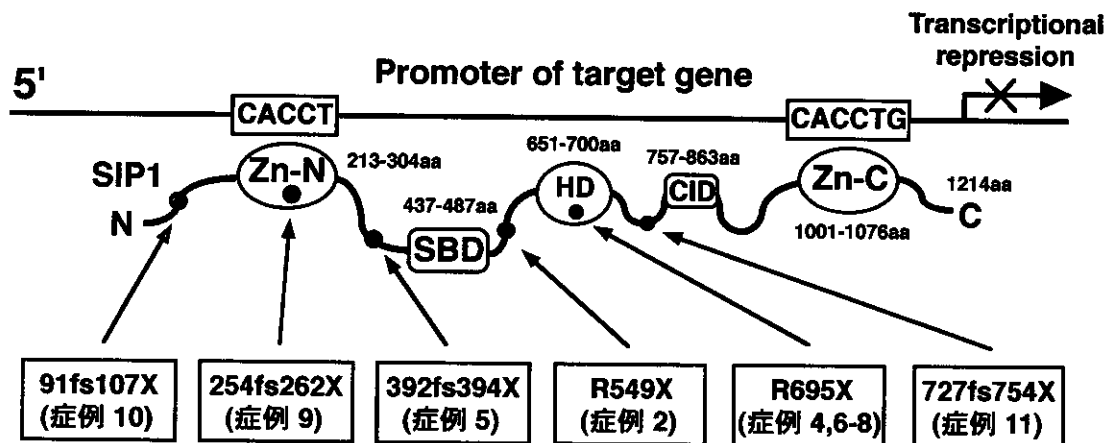 Transcriptional
repression
5'
Promoter of target gene
CACCT
CACCTG
SIP1
N
Zn-N
213-304aa
437-487aa
SBD
651-700aa
HD
757-863aa
CID
Zn-C
1001-1076aa
1214aa
C
91fs107X
(症例 10)
254fs262X
(症例 9)
392fs394X
(症例 5)
R549X
(症例 2)
R695X
(症例 4,6-8)
727fs754X
(症例 11)